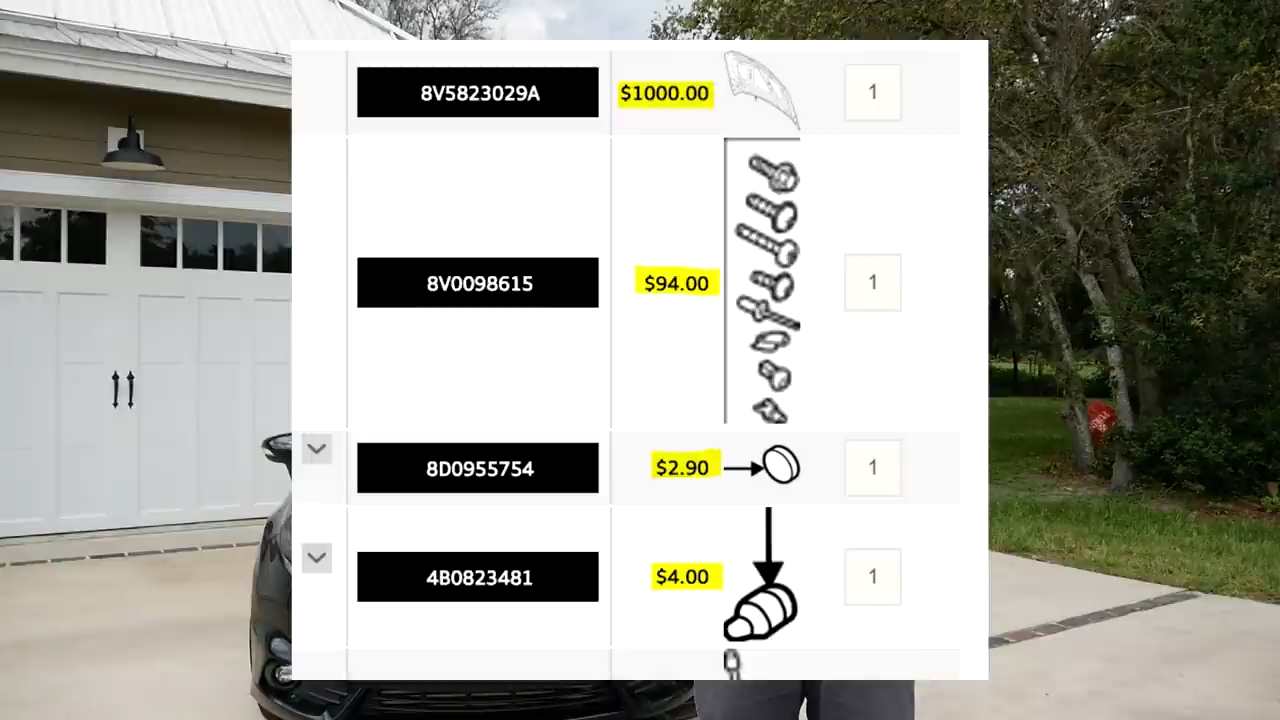 8V5823029A $1000.00 1
8V0098615 $94.00 1
8D0955754 $2.90 1
4B0823481 $4.00 1